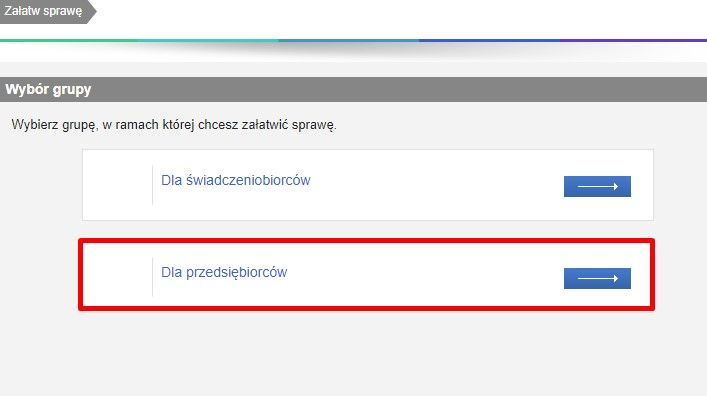 Załatw sprawę
Wybór grupy
Wybierz grupę, w ramach której chcesz załatwić sprawę.
Dla świadczeniobiorców
Dla przedsiębiorców